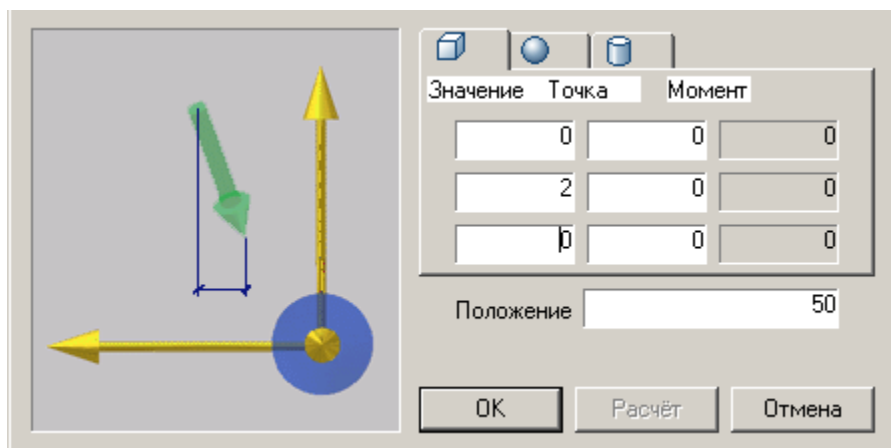 Значение Точка Момент
0 0 0
2 0 0
0 0 0
Положение 50
OK Расчёт Отмена